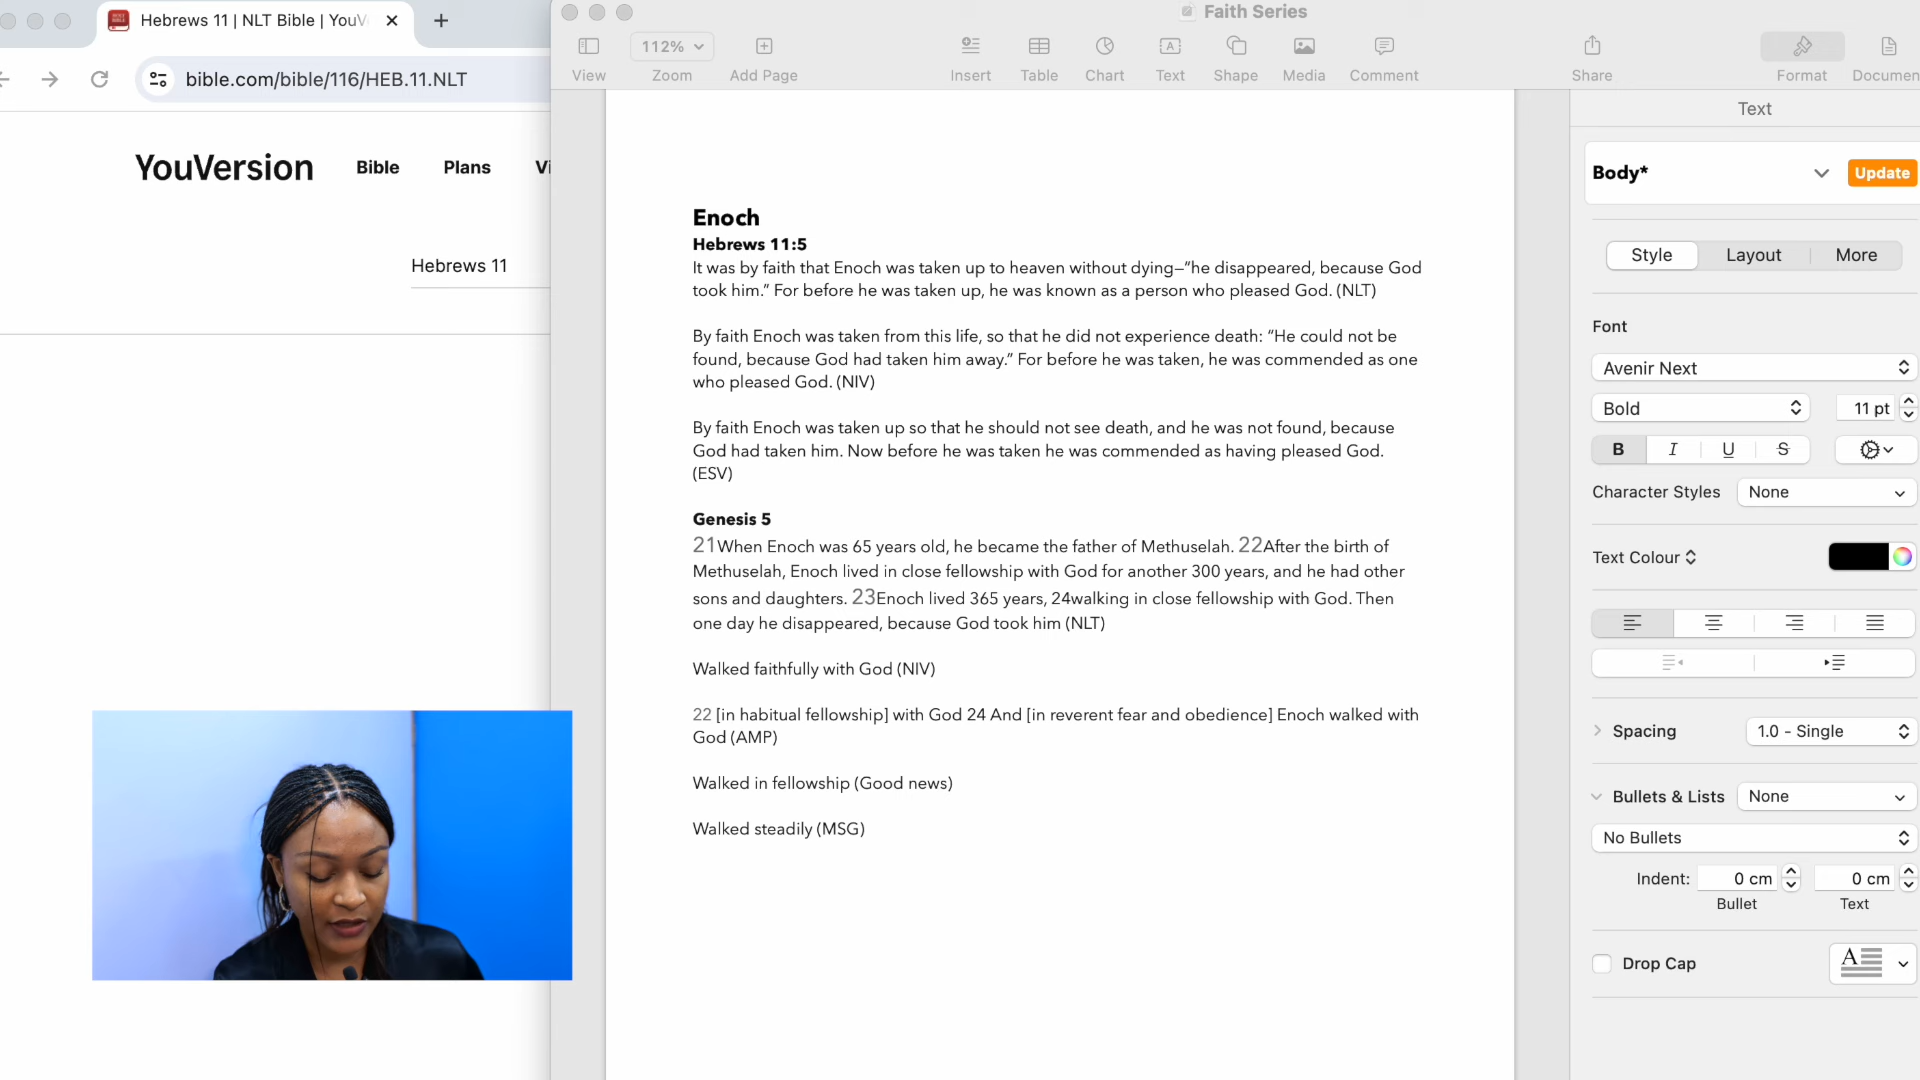 Hebrews 11 | NLT Bible | YouV
bible.com/bible/116/HEB.11.NLT
YouVersion
Bible
Plans
Vi
Hebrews 11
Faith Series
112%
View
Zoom
Add Page
Insert
Table
Chart
Text
Shape
Media
Comment
Share
Format
Documen
Enoch
Hebrews 11:5
It was by faith that Enoch was taken up to heaven without dying—“he disappeared, because God
took him.” For before he was taken up, he was known as a person who pleased God. (NLT)
By faith Enoch was taken from this life, so that he did not experience death: “He could not be
found, because God had taken him away.” For before he was taken, he was commended as one
who pleased God. (NIV)
By faith Enoch was taken up so that he should not see death, and he was not found, because
God had taken him. Now before he was taken he was commended as having pleased God.
(ESV)
Genesis 5
21When Enoch was 65 years old, he became the father of Methuselah. 22After the birth of
Methuselah, Enoch lived in close fellowship with God for another 300 years, and he had other
sons and daughters. 23Enoch lived 365 years, 24walking in close fellowship with God. Then
one day he disappeared, because God took him (NLT)
Walked faithfully with God (NIV)
22 [in habitual fellowship] with God 24 And [in reverent fear and obedience] Enoch walked with
God (AMP)
Walked in fellowship (Good news)
Walked steadily (MSG)
Text
Body*
Update
Style
Layout
More
Font
Avenir Next
Bold
11 pt
B
I
U
S
Character Styles
None
Text Colour
Spacing
1.0 - Single
Bullets & Lists
None
No Bullets
Indent:
0 cm
0 cm
Bullet
Text
Drop Cap
A